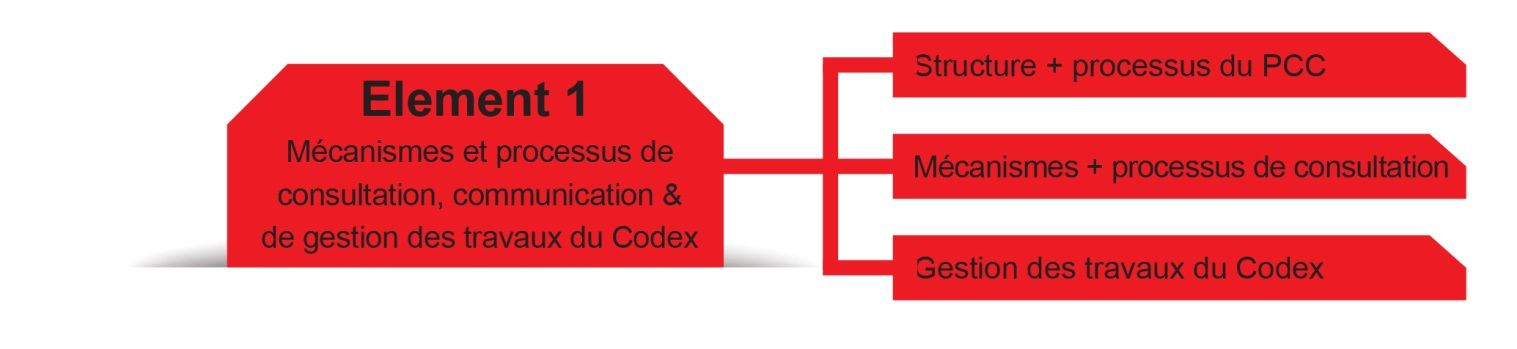 Element 1
Mécanismes et processus de
consultation, communication &
de gestion des travaux du Codex
Structure + processus du PCC
Mécanismes + processus de consultation
Gestion des travaux du Codex